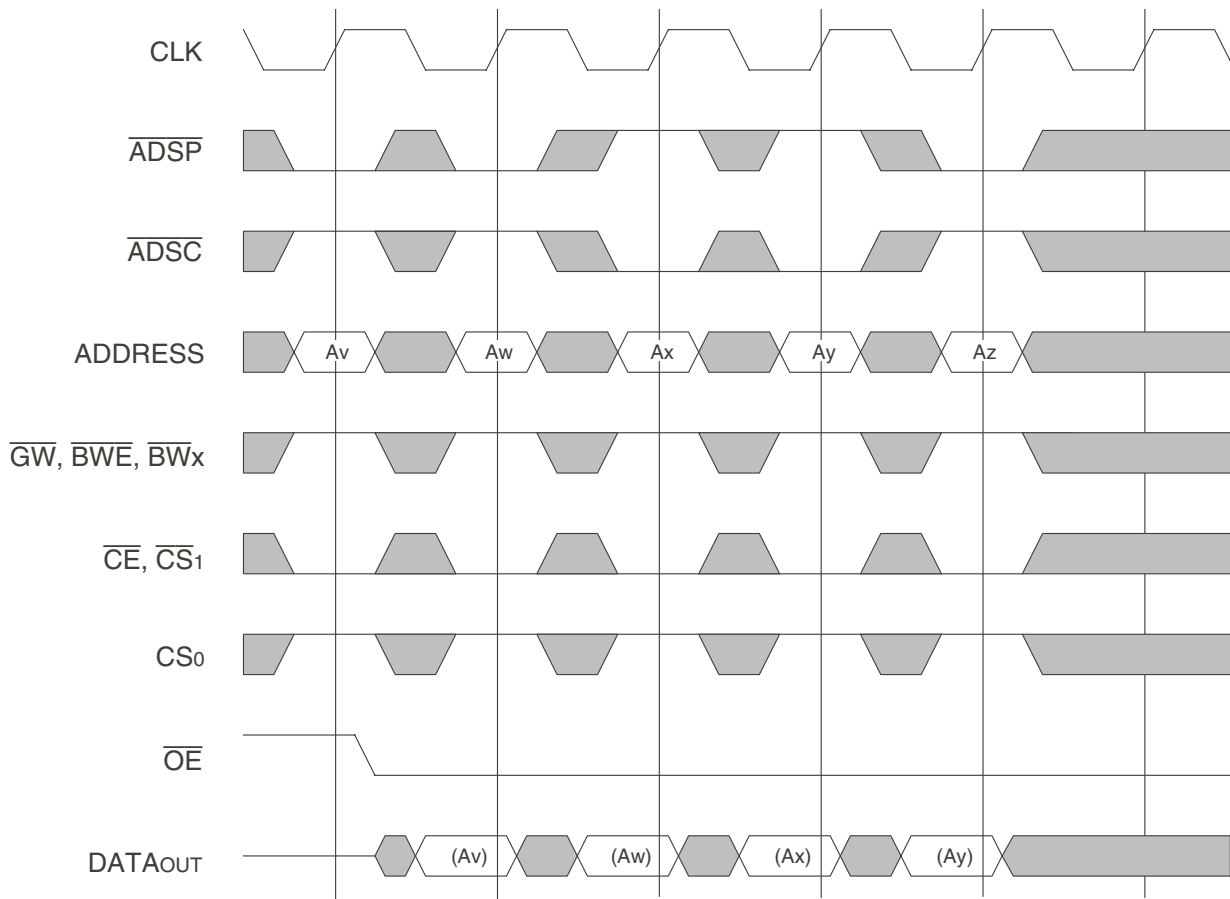 CLK
ADSP
ADSC
ADDRESS Av Aw Ax Ay Az
GW, BWE, BWx
CE, CS1
CS0
OE
DATAOUT (Av) (Aw) (Ax) (Ay)